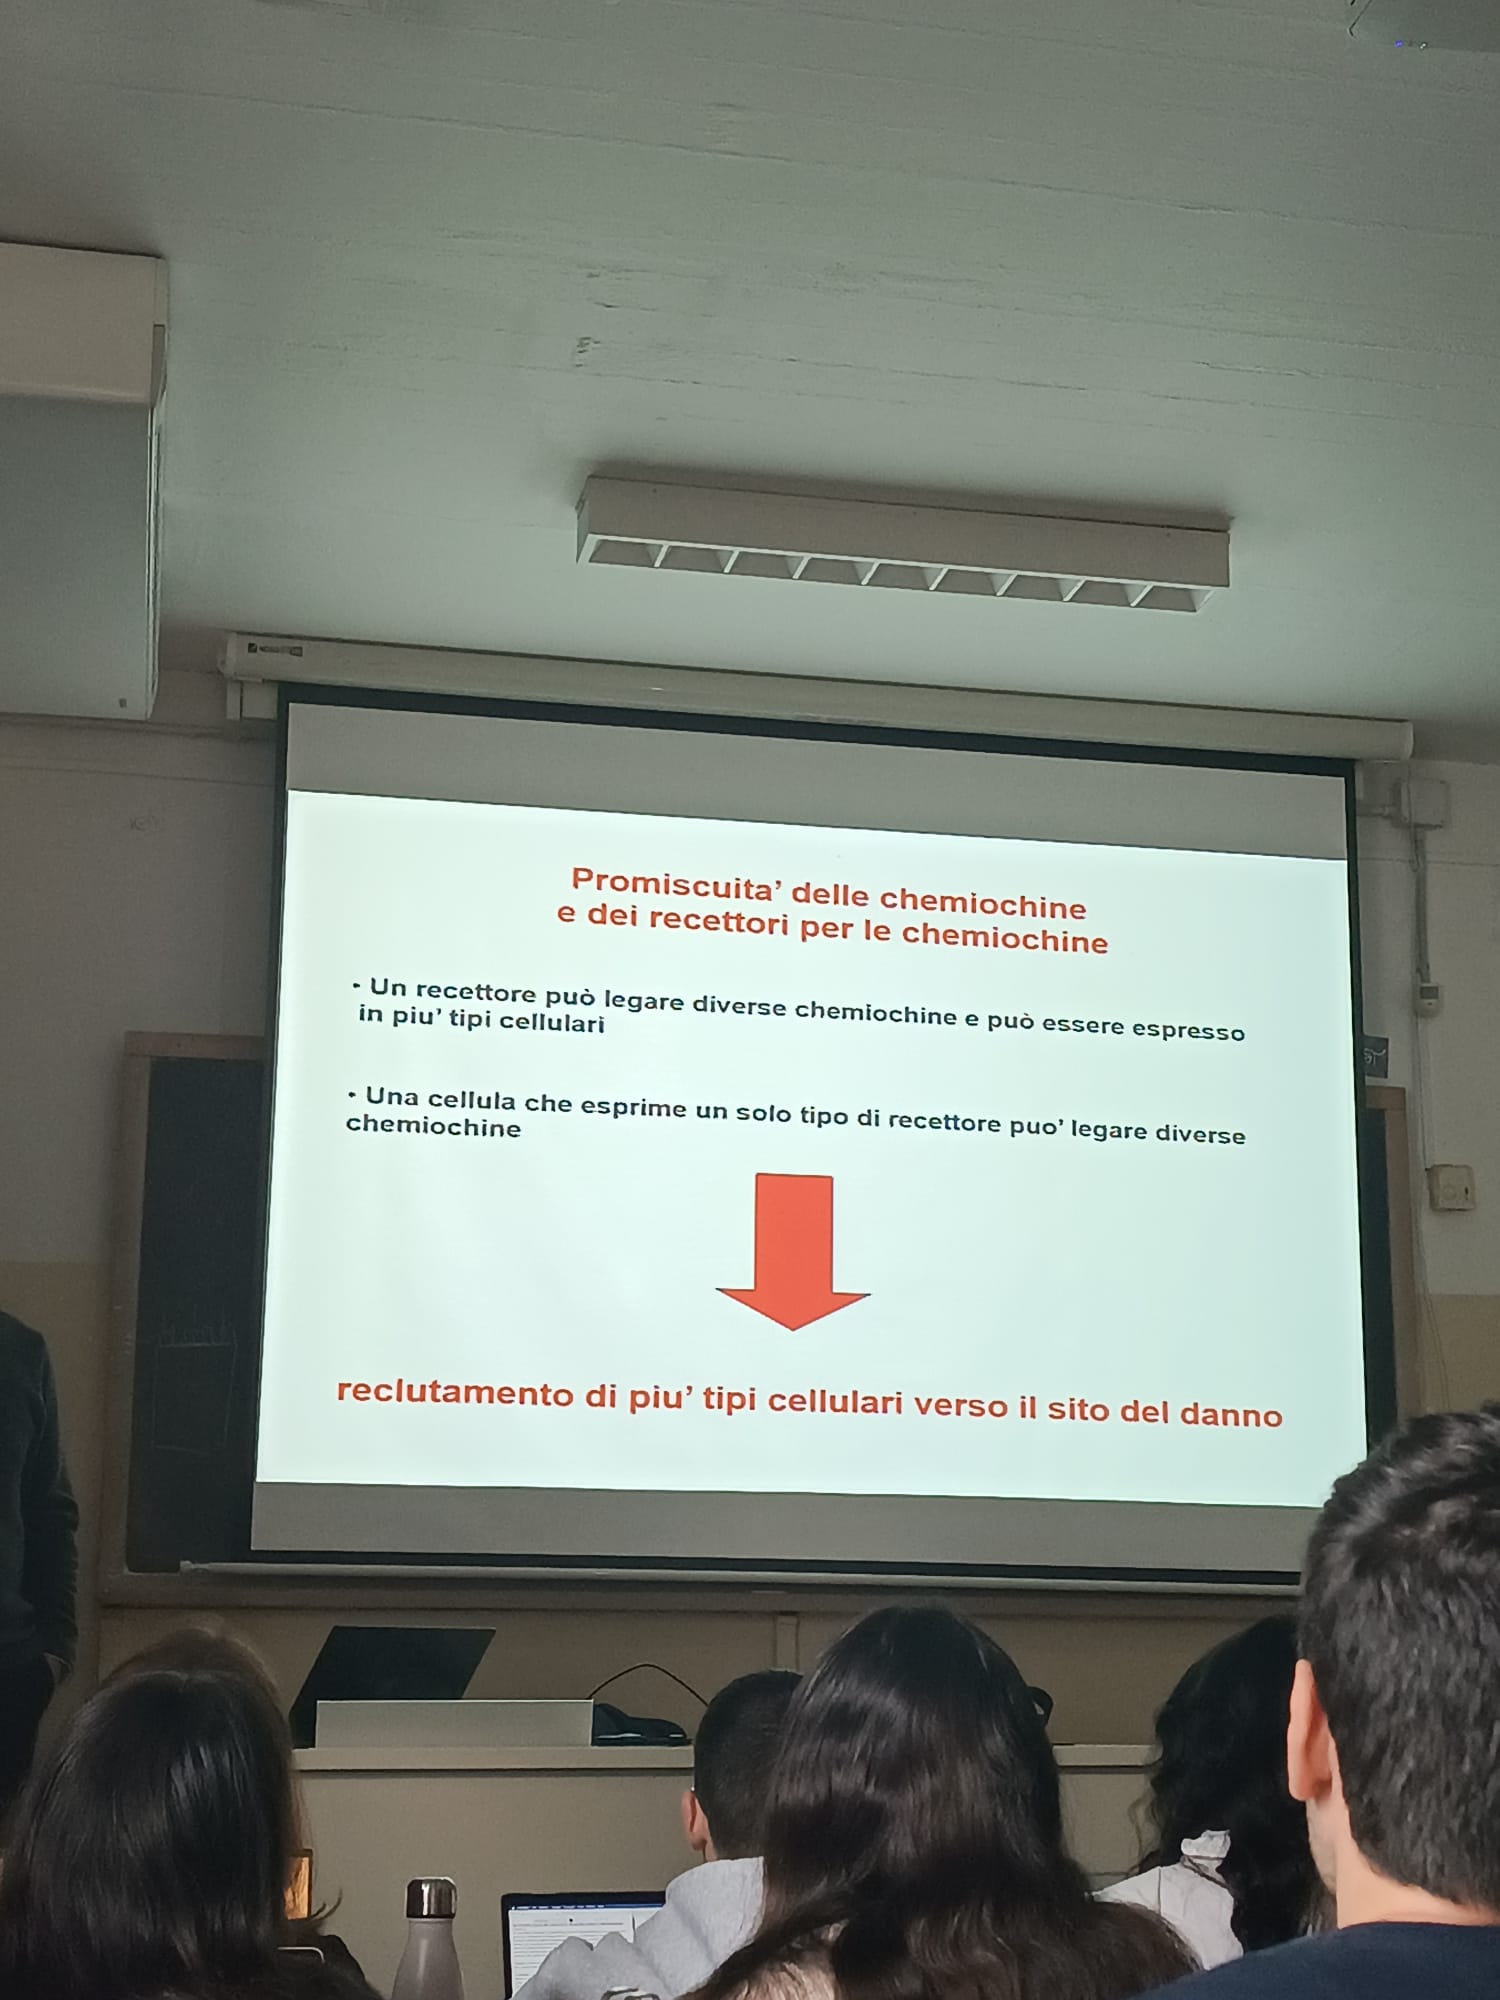 Promiscuita’ delle chemiochine
e dei recettori per le chemiochine
• Un recettore può legare diverse chemiochine e può essere espresso
in piu’ tipi cellulari
• Una cellula che esprime un solo tipo di recettore puo’ legare diverse
chemiochine
reclutamento di piu’ tipi cellulari verso il sito del danno